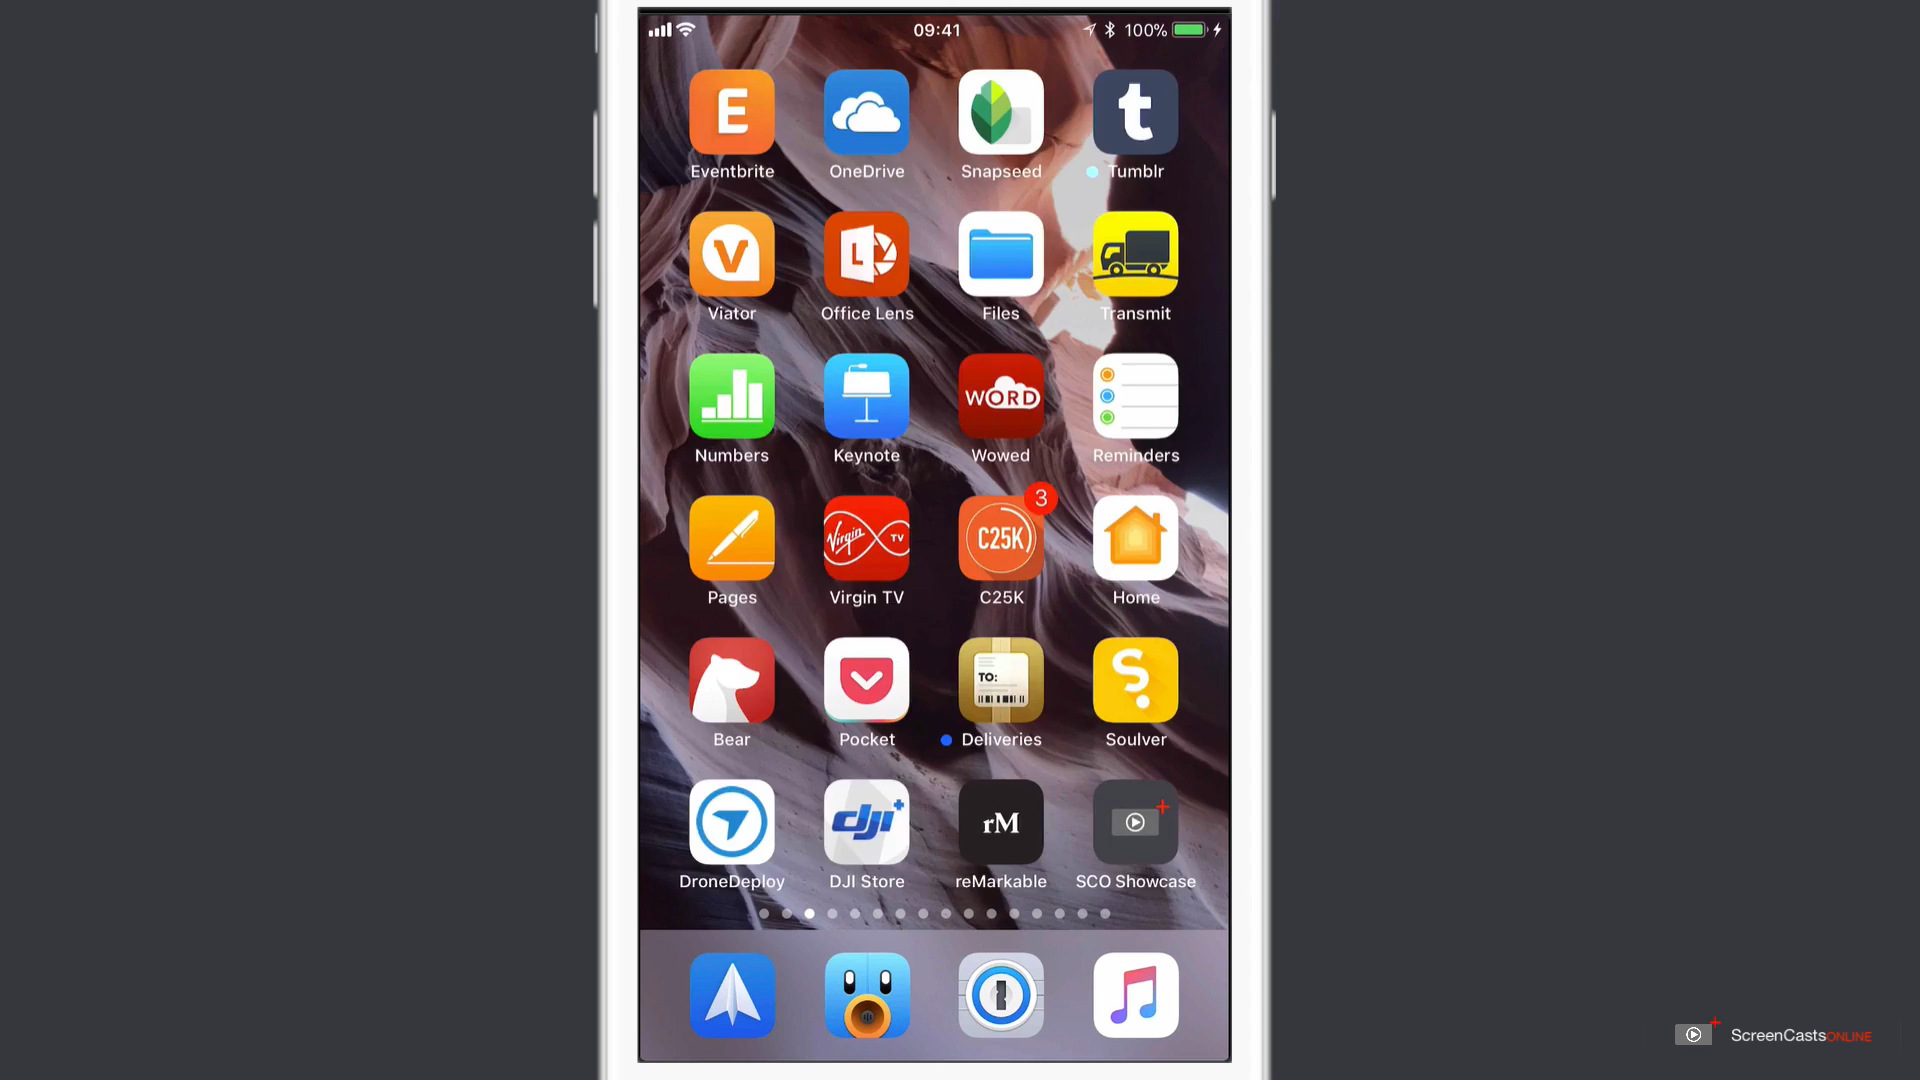 09:41 100%
E t
Eventbrite OneDrive Snapseed Tumblr
V L
Viator Office Lens Files Transmit
WORD
Numbers Keynote Wowed Reminders
3
Virgin TV C25K
Pages Virgin TV C25K Home
TO: S
Bear Pocket Deliveries Soulver
dji+ rM
DroneDeploy DJI Store reMarkable SCO Showcase
ScreenCastsONLINE